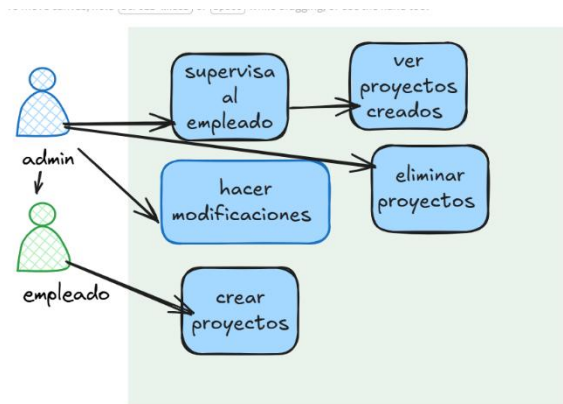 supervisa
al
empleado
ver
proyectos
creados
admin
hacer
modificaciones
eliminar
proyectos
empleado
crear
proyectos